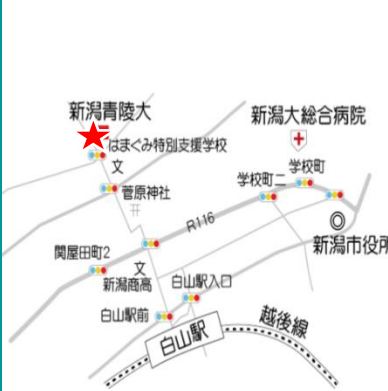 新潟青陵大
新潟大総合病院
はまぐみ特別支援学校
文
学校町
学校町二
菅原神社
R116
新潟市役所
関屋田町2
文
新潟商高
白山駅入口
白山駅前
越後線
白山駅